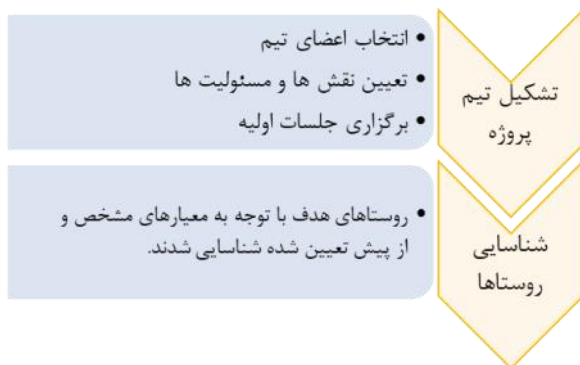 تشکیل تیم
پروژه
• انتخاب اعضای تیم
• تعیین نقش ها و مسئولیت ها
• برگزاری جلسات اولیه
شناسایی
روستاها
• روستاهای هدف با توجه به معیارهای مشخص و
از پیش تعیین شده شناسایی شدند.